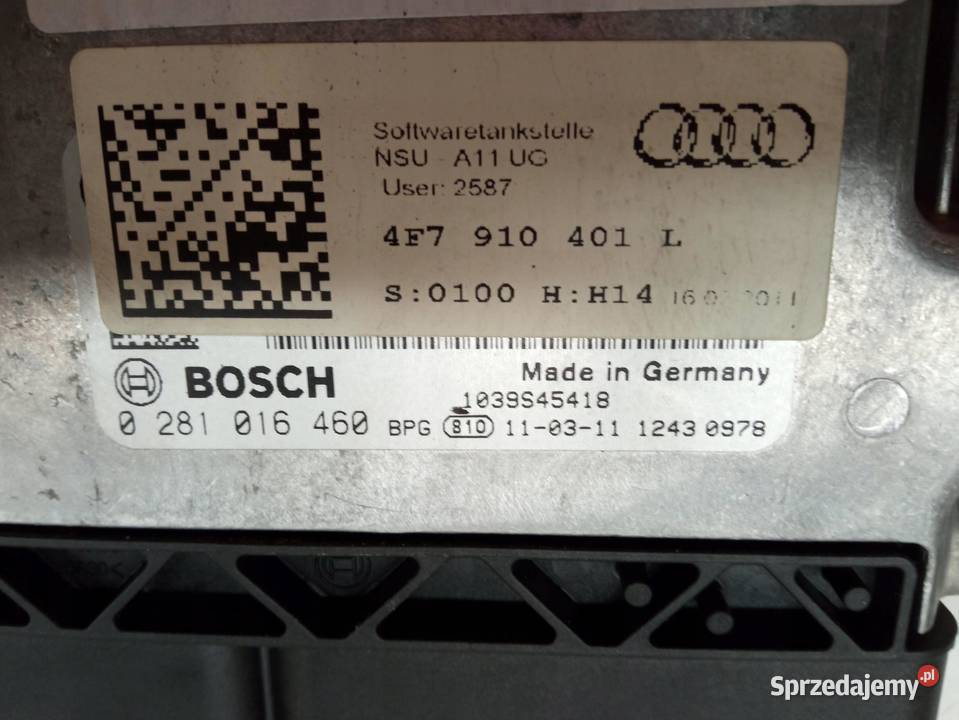 Softwaretankstelle
NSU - A11 UG
User: 2587
4F7 910 401 L
S:0100 H:H14
BOSCH
Made in Germany
1039S45418
0 281 016 460 BPG 810 11-03-11 1243 0978
Sprzedajemy.pl